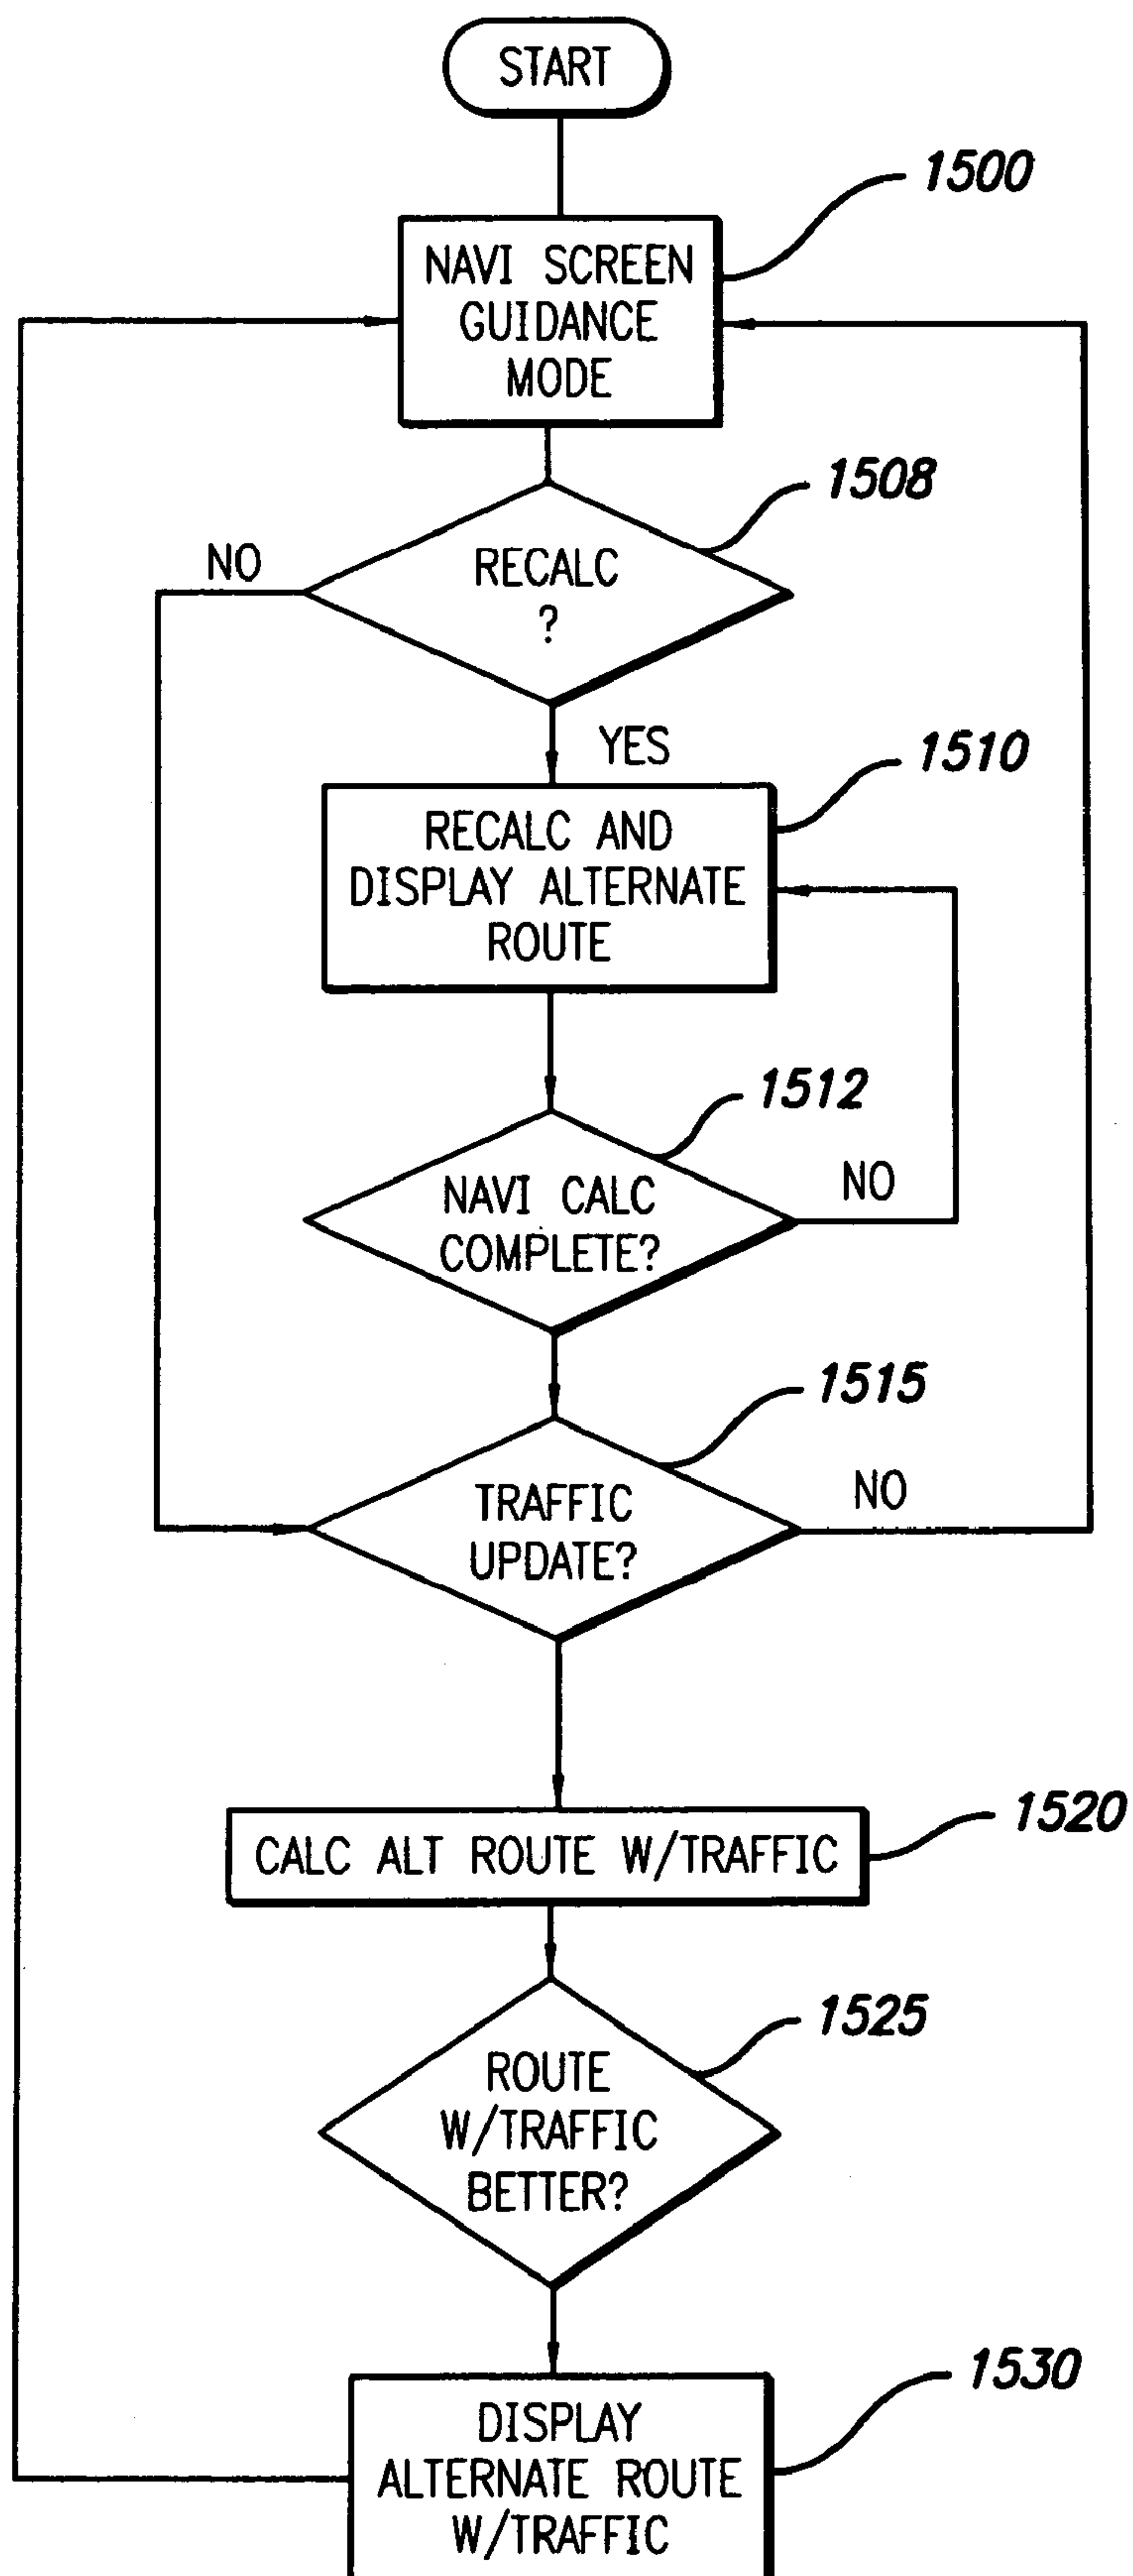 START
1500
NAVI SCREEN
GUIDANCE
MODE
1508
NO
RECALC
?
YES
1510
RECALC AND
DISPLAY ALTERNATE
ROUTE
1512
NAVI CALC
COMPLETE?
NO
1515
TRAFFIC
UPDATE?
NO
1520
CALC ALT ROUTE W/TRAFFIC
1525
ROUTE
W/TRAFFIC
BETTER?
1530
DISPLAY
ALTERNATE ROUTE
W/TRAFFIC